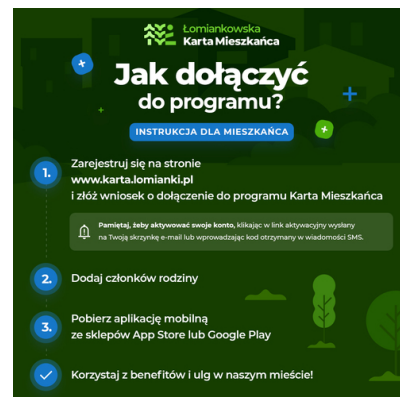 Łomiankowska
Karta Mieszkańca
Jak dołączyć
do programu?
INSTRUKCJA DLA MIESZKAŃCA
1.
Zarejestruj się na stronie
www.karta.lomianki.pl
i złóż wniosek o dołączenie do programu Karta Mieszkańca
Pamiętaj, żeby aktywować swoje konto, klikając w link aktywacyjny wysłany
na Twoją skrzynkę e-mail lub wprowadzając kod otrzymany w wiadomości SMS.
2.
Dodaj członków rodziny
3.
Pobierz aplikację mobilną
ze sklepów App Store lub Google Play
Korzystaj z benefitów i ulg w naszym mieście!